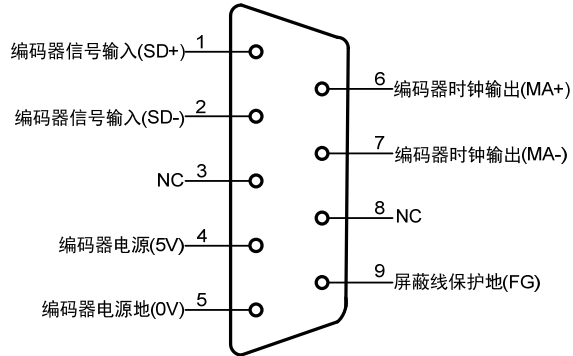 编码器信号输入(SD+) 1
编码器信号输入(SD-) 2
NC 3
编码器电源(5V) 4
编码器电源地(0V) 5
6 编码器时钟输出(MA+)
7 编码器时钟输出(MA-)
8 NC
9 屏蔽线保护地(FG)